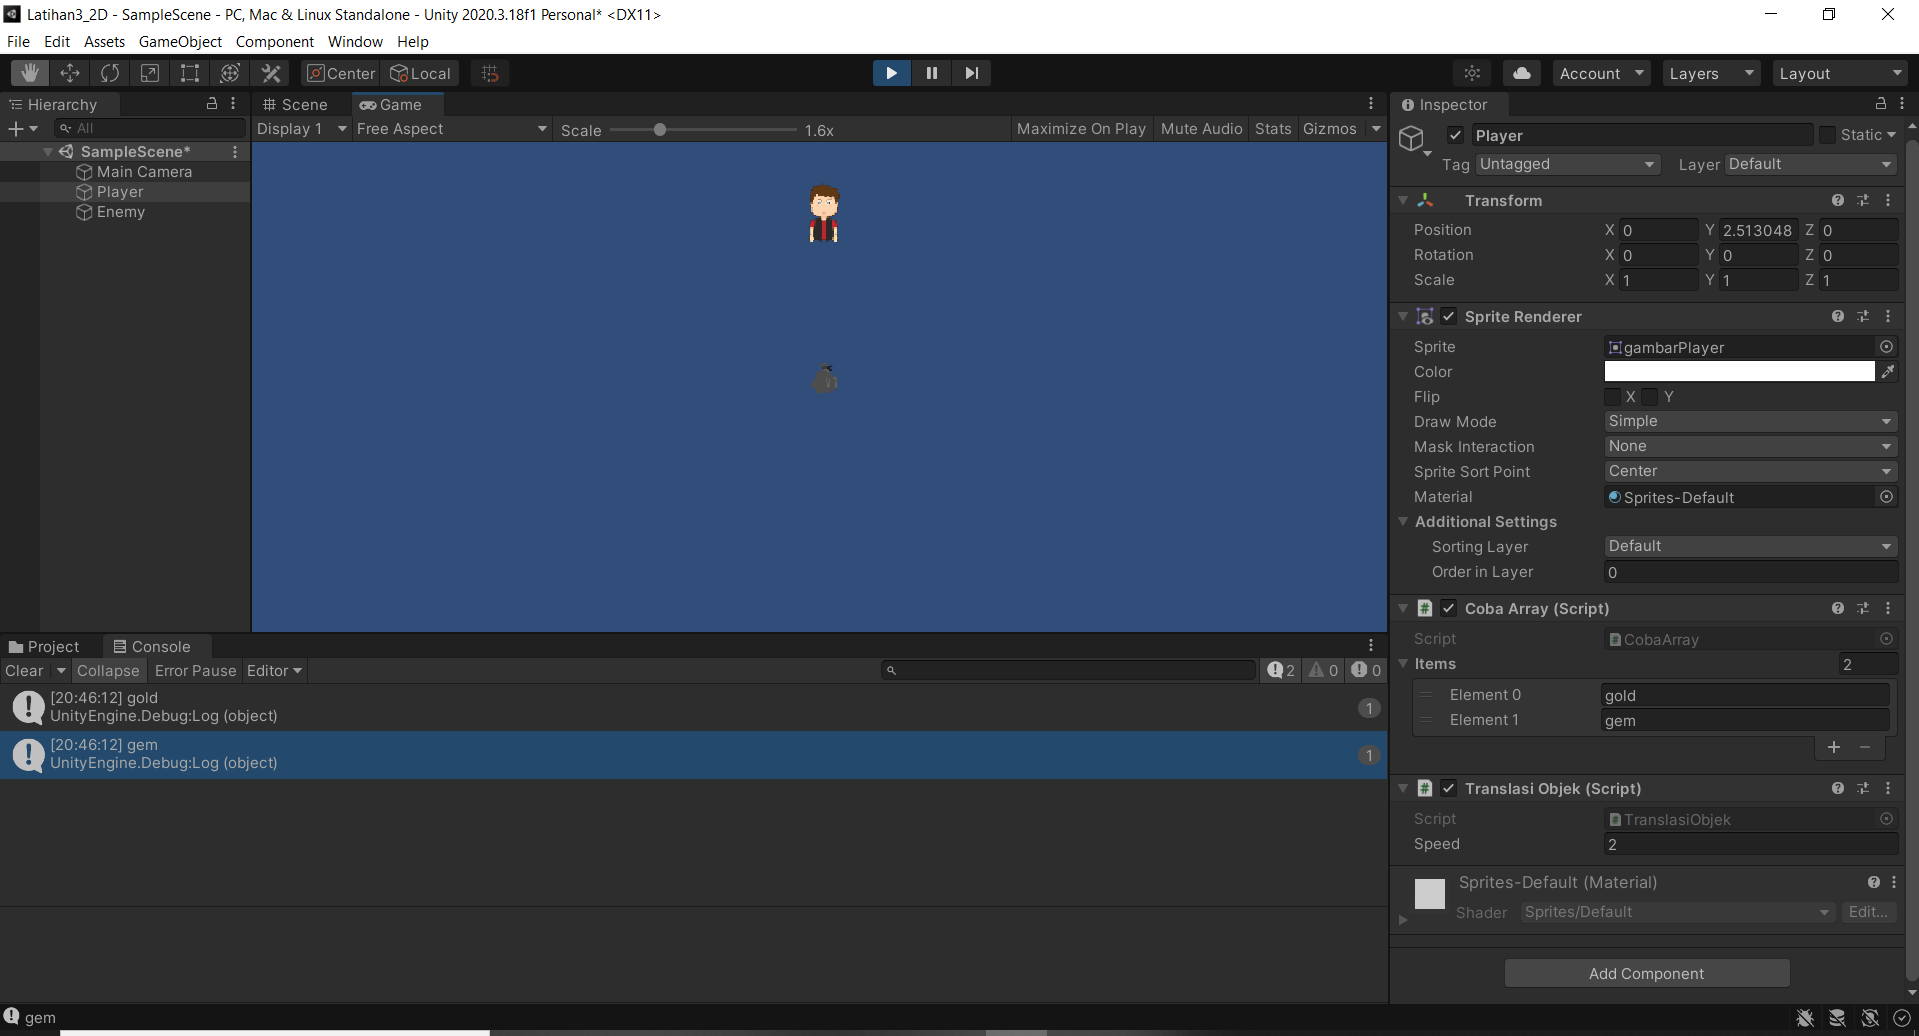 Latihan3_2D - SampleScene - PC, Mac & Linux Standalone - Unity 2020.3.18f1 Personal* <DX11>
File Edit Assets GameObject Component Window Help
Center Local Account Layers Layout
Hierarchy
All
SampleScene*
Main Camera
Player
Enemy
Scene Game
Display 1 Free Aspect Scale 1.6x Maximize On Play Mute Audio Stats Gizmos
Project Console
Clear Collapse Error Pause Editor 2 0 0
[20:46:12] gold
UnityEngine.Debug:Log (object)
1
[20:46:12] gem
UnityEngine.Debug:Log (object)
1
gem
Inspector
Player Static
Tag Untagged Layer Default
Transform
Position X 0 Y 2.513048 Z 0
Rotation X 0 Y 0 Z 0
Scale X 1 Y 1 Z 1
Sprite Renderer
Sprite gambarPlayer
Color
Flip X Y
Draw Mode Simple
Mask Interaction None
Sprite Sort Point Center
Material Sprites-Default
Additional Settings
Sorting Layer Default
Order in Layer 0
# Coba Array (Script)
Script CobaArray
Items 2
Element 0 gold
Element 1 gem
+ −
# Translasi Objek (Script)
Script TranslasiObjek
Speed 2
Sprites-Default (Material)
Shader Sprites/Default Edit...
Add Component